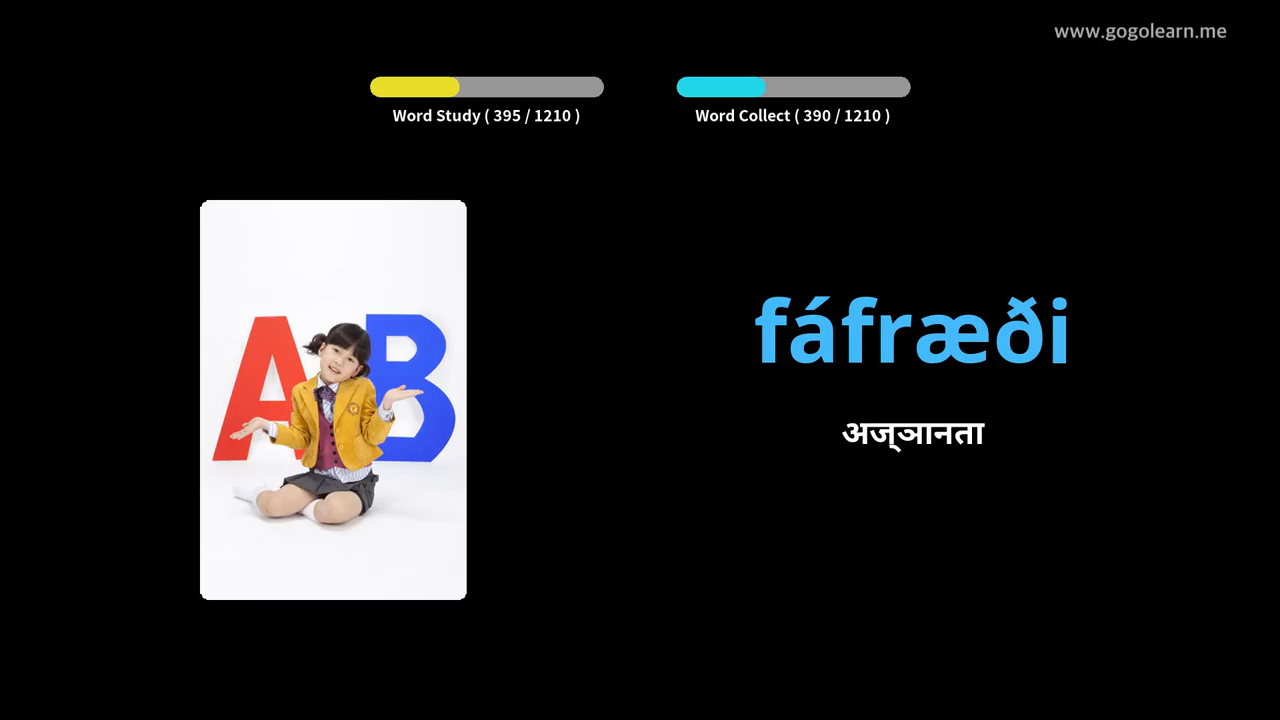 www.gogolearn.me
Word Study ( 395 / 1210 )
Word Collect ( 390 / 1210 )
A B
fáfræði
अज्ञानता